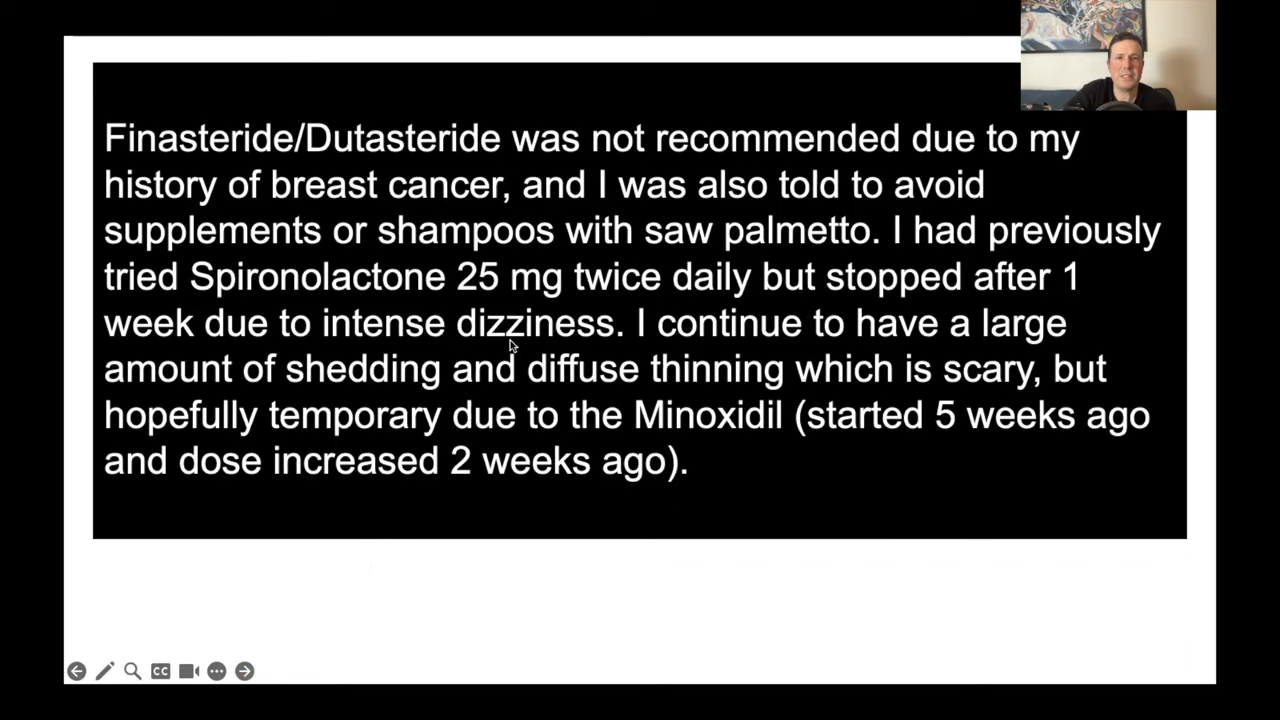 Finasteride/Dutasteride was not recommended due to my
history of breast cancer, and I was also told to avoid
supplements or shampoos with saw palmetto. I had previously
tried Spironolactone 25 mg twice daily but stopped after 1
week due to intense dizziness. I continue to have a large
amount of shedding and diffuse thinning which is scary, but
hopefully temporary due to the Minoxidil (started 5 weeks ago
and dose increased 2 weeks ago).
CC